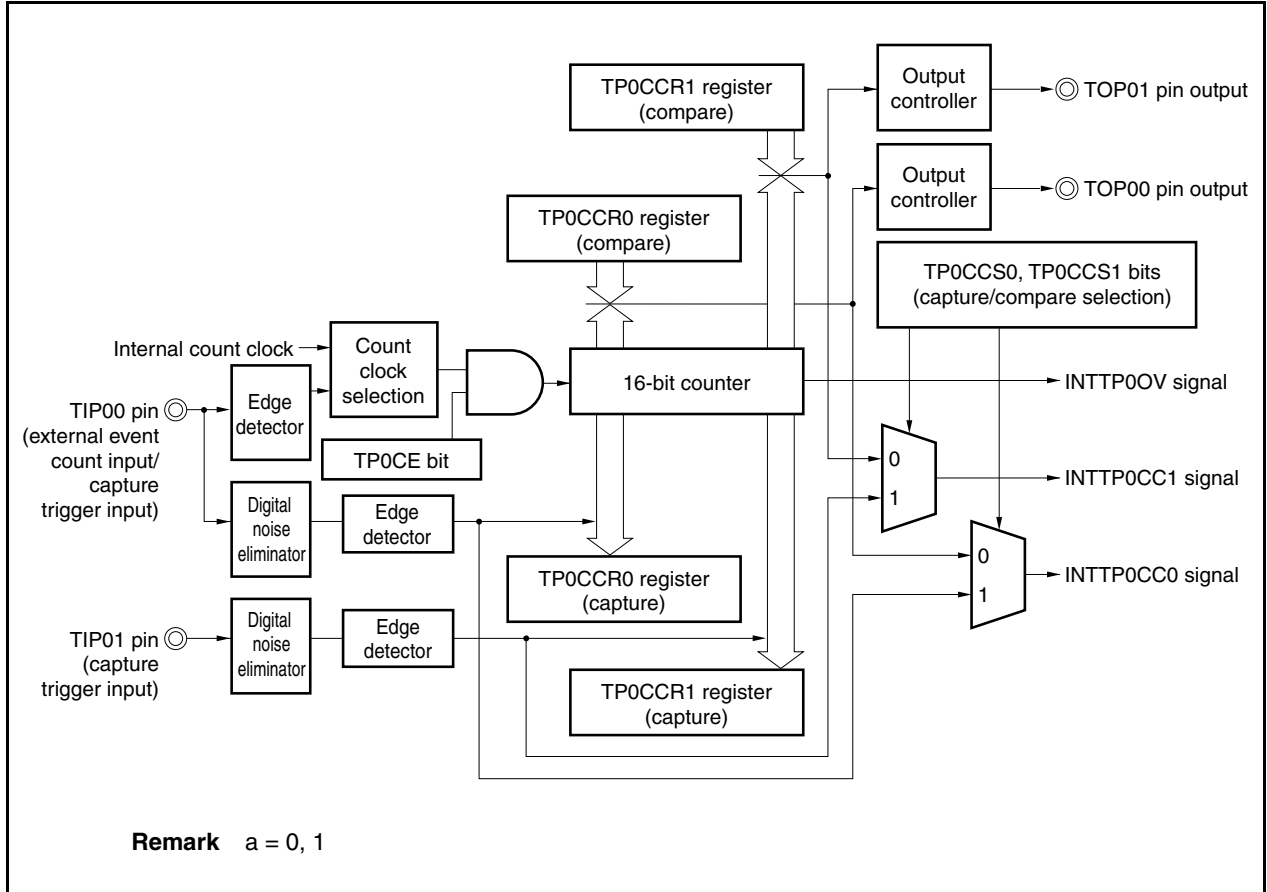 TP0CCR1 register
(compare)
Output
controller
TOP01 pin output
Output
controller
TOP00 pin output
TP0CCR0 register
(compare)
TP0CCS0, TP0CCS1 bits
(capture/compare selection)
Internal count clock
Count
clock
selection
16-bit counter
INTTP0OV signal
TIP00 pin
(external event
count input/
capture
trigger input)
Edge
detector
TP0CE bit
0
1
INTTP0CC1 signal
Digital
noise
eliminator
Edge
detector
TP0CCR0 register
(capture)
0
1
INTTP0CC0 signal
TIP01 pin
(capture
trigger input)
Digital
noise
eliminator
Edge
detector
TP0CCR1 register
(capture)
Remark a = 0, 1